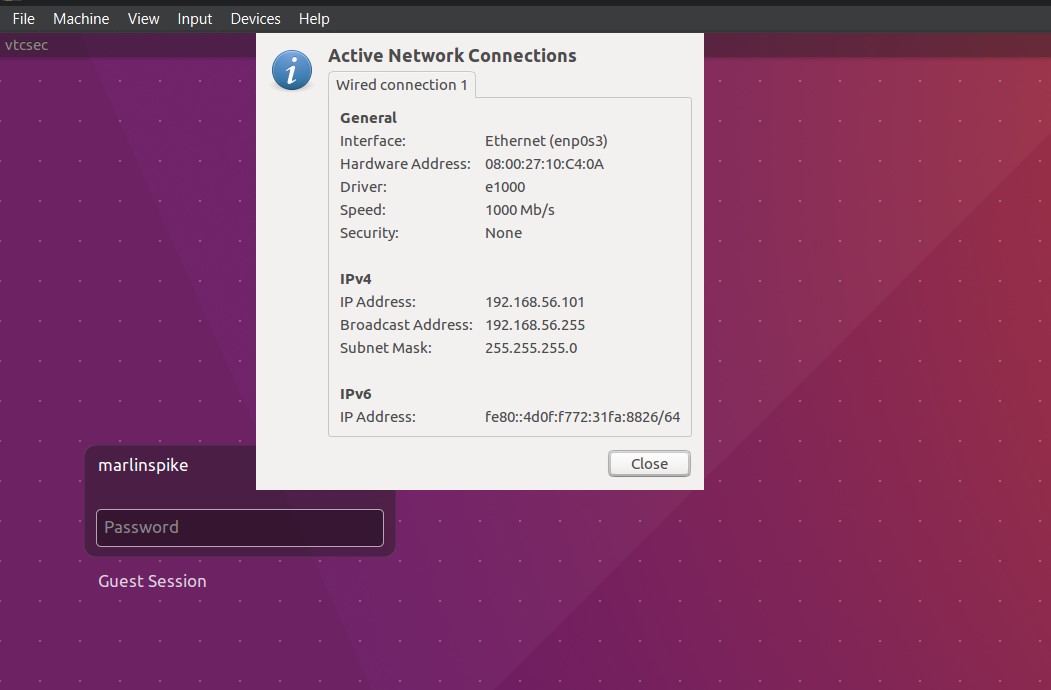 File Machine View Input Devices Help
vtcsec
Active Network Connections
Wired connection 1
General
Interface: Ethernet (enp0s3)
Hardware Address: 08:00:27:10:C4:0A
Driver: e1000
Speed: 1000 Mb/s
Security: None
IPv4
IP Address: 192.168.56.101
Broadcast Address: 192.168.56.255
Subnet Mask: 255.255.255.0
IPv6
IP Address: fe80::4d0f:f772:31fa:8826/64
Close
marlinspike
Password
Guest Session